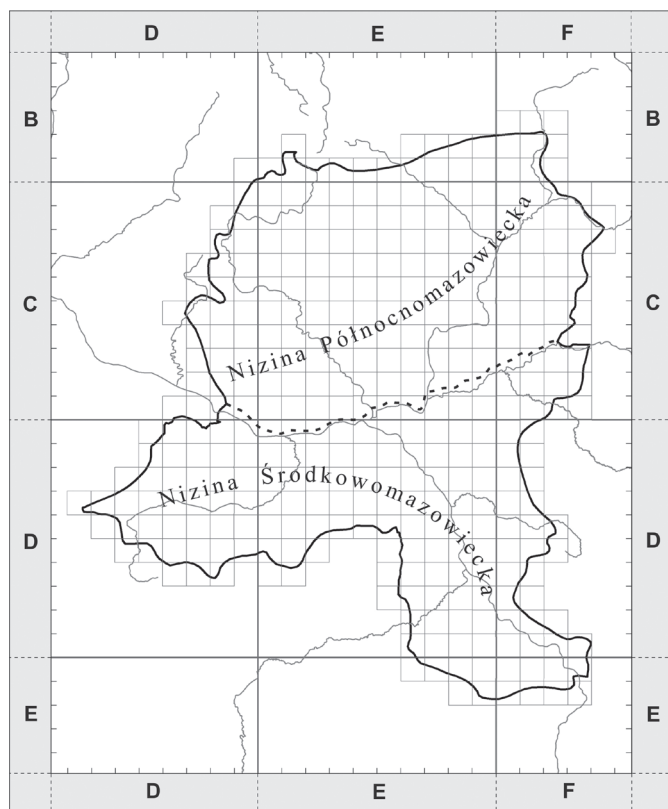 D E F
B B
Nizina Północnomazowiecka
C C
Nizina Środkowomazowiecka
D D
E E
D E F